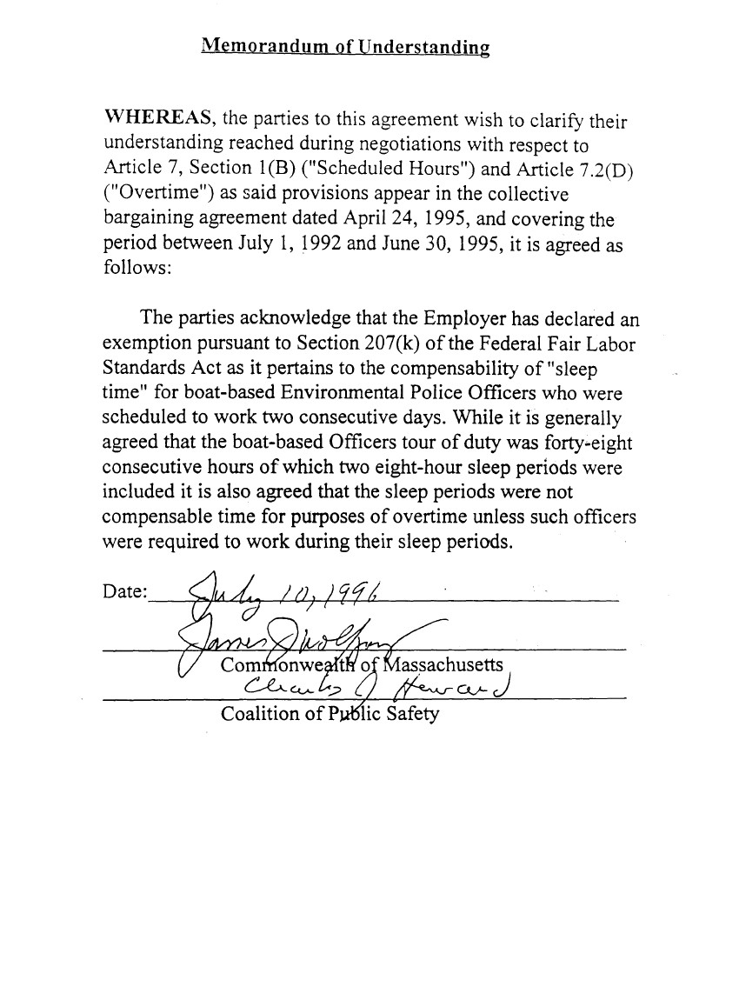 Memorandum of Understanding
WHEREAS, the parties to this agreement wish to clarify their
understanding reached during negotiations with respect to
Article 7, Section 1(B) ("Scheduled Hours") and Article 7.2(D)
("Overtime") as said provisions appear in the collective
bargaining agreement dated April 24, 1995, and covering the
period between July 1, 1992 and June 30, 1995, it is agreed as
follows:
The parties acknowledge that the Employer has declared an
exemption pursuant to Section 207(k) of the Federal Fair Labor
Standards Act as it pertains to the compensability of "sleep
time" for boat-based Environmental Police Officers who were
scheduled to work two consecutive days. While it is generally
agreed that the boat-based Officers tour of duty was forty-eight
consecutive hours of which two eight-hour sleep periods were
included it is also agreed that the sleep periods were not
compensable time for purposes of overtime unless such officers
were required to work during their sleep periods.
Date: July 10, 1996
James J
Commonwealth of Massachusetts
Charles J
Coalition of Public Safety